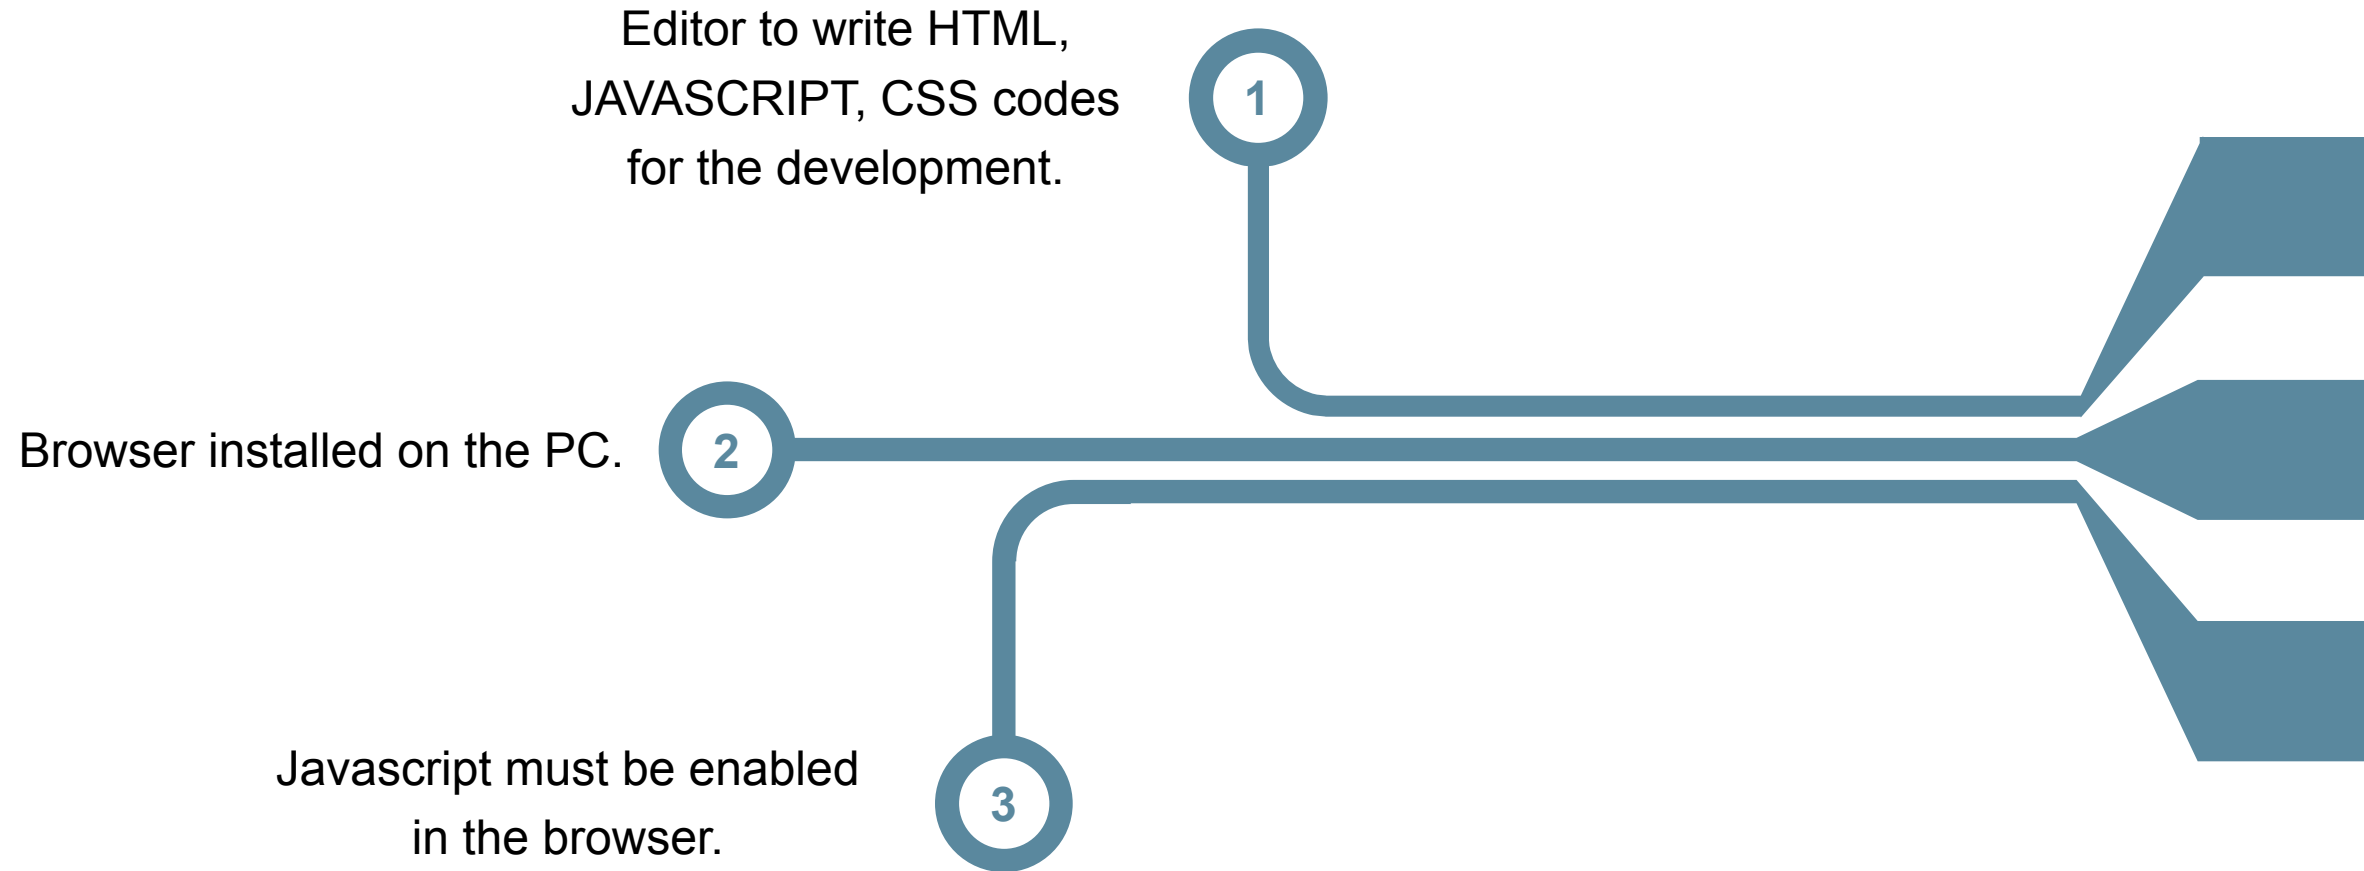 Editor to write HTML,
JAVASCRIPT, CSS codes
for the development.
1
Browser installed on the PC.
2
Javascript must be enabled
in the browser.
3